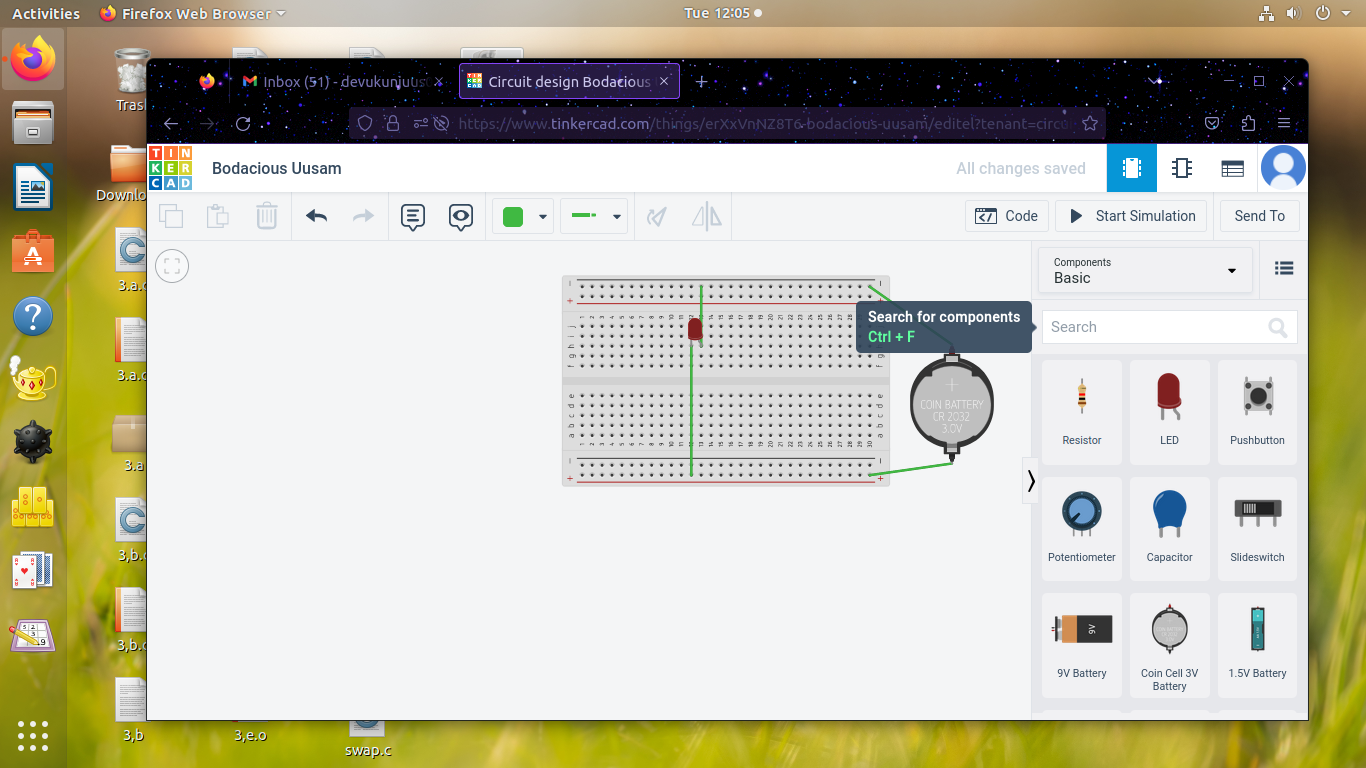 Activities
Firefox Web Browser
Tue 12:05
Trash
Downlo
3.a.c
3.a.c
3.a
3,b.c
3,b.c
3,b
3,e.o
swap.c
Inbox (51) - devukunjuus
Circuit design Bodacious
https://www.tinkercad.com/things/erXxVnNZ8T6-bodacious-uusam/editel?tenant=circu
TIN
KER
CAD
Bodacious Uusam
All changes saved
Code
Start Simulation
Send To
Components
Basic
Search for components
Ctrl + F
Search
COIN BATTERY
CR 2032
3.0V
Resistor
LED
Pushbutton
Potentiometer
Capacitor
Slideswitch
9V
9V Battery
Coin Cell 3V
Battery
1.5V Battery